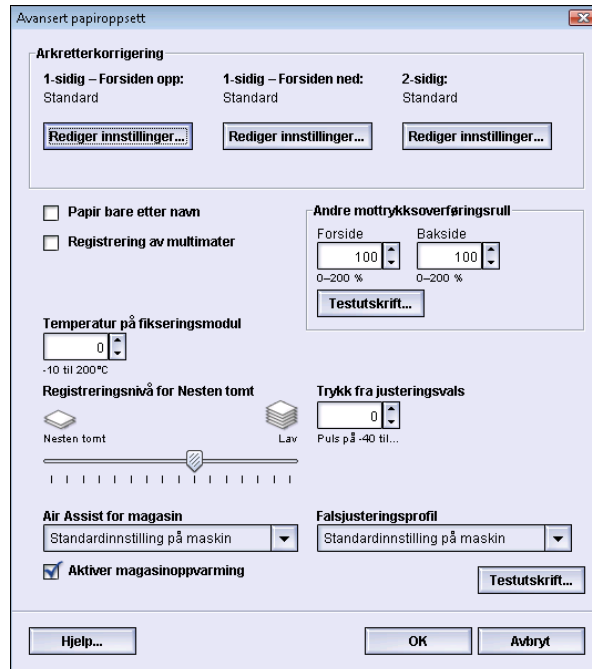 Avansert papiroppsett
Arkretterkorrigering
1-sidig – Forsiden opp: 1-sidig – Forsiden ned: 2-sidig:
Standard Standard Standard
Rediger innstillinger... Rediger innstillinger... Rediger innstillinger...
Papir bare etter navn
Registrering av multimater
Andre mottrykksoverføringsrull
Forside Bakside
100 100
0–200 % 0–200 %
Testutskrift...
Temperatur på fikseringsmodul
0
-10 til 200°C
Registreringsnivå for Nesten tomt
Nesten tomt Lav
Trykk fra justeringsvals
0
Puls på -40 til...
Air Assist for magasin
Standardinnstilling på maskin
Falsjusteringsprofil
Standardinnstilling på maskin
Aktiver magasinoppvarming
Testutskrift...
Hjelp... OK Avbryt